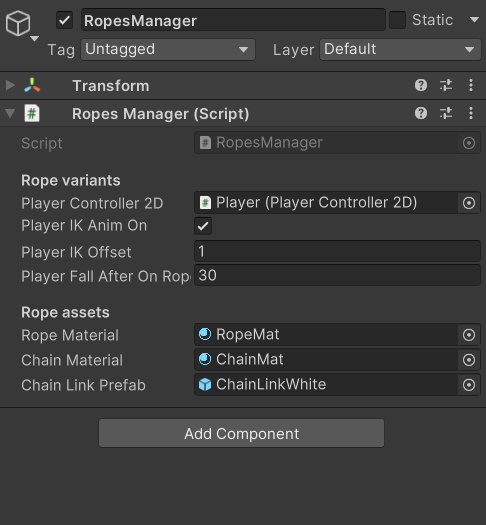 RopesManager Static
Tag Untagged Layer Default
Transform
# Ropes Manager (Script)
Script # RopesManager
Rope variants
Player Controller 2D # Player (Player Controller 2D)
Player IK Anim On
Player IK Offset 1
Player Fall After On Rop 30
Rope assets
Rope Material RopeMat
Chain Material ChainMat
Chain Link Prefab ChainLinkWhite
Add Component